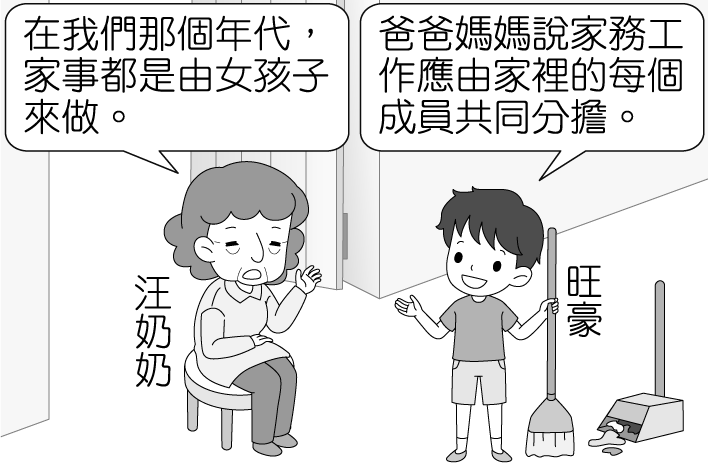 在我們那個年代，
家事都是由女孩子
來做。
爸爸媽媽說家務工
作應由家裡的每個
成員共同分擔。
汪奶奶
旺豪